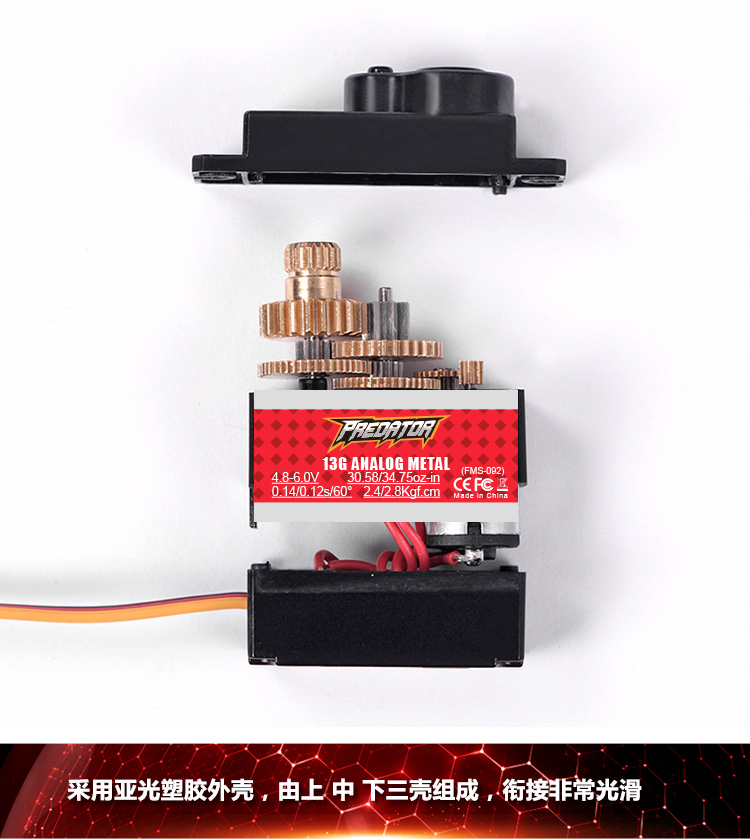 PREDATOR
13G ANALOG METAL
4.8-6.0V 30.58/34.75oz-in (FMS-092)
0.14/0.12s/60° 2.4/2.8Kgf.cm CE FC
Made in China
采用亚光塑胶外壳，由上 中 下三壳组成，衔接非常光滑